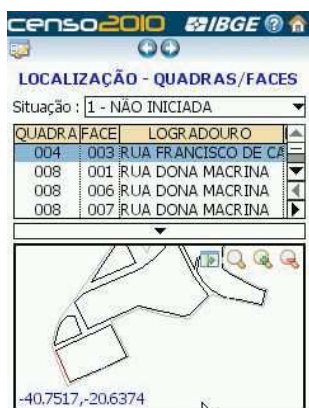 censo2010 IBGE
LOCALIZAÇÃO - QUADRAS/FACES
Situação : 1 - NÃO INICIADA
QUADRA FACE LOGRADOURO
004 003 RUA FRANCISCO DE CA
008 001 RUA DONA MACRINA
008 006 RUA DONA MACRINA
008 007 RUA DONA MACRINA
-40.7517,-20.6374